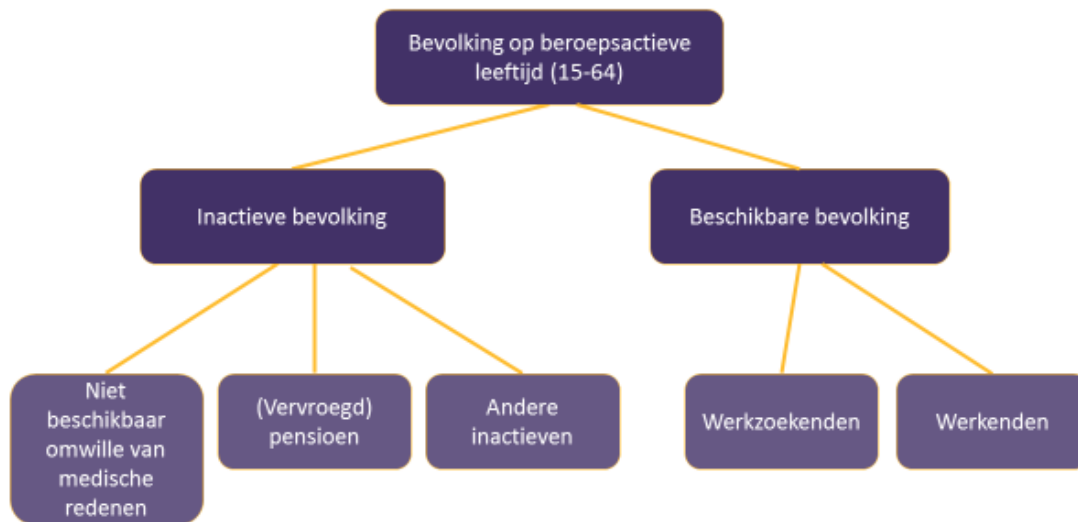 Bevolking op beroepsactieve
leeftijd (15-64)
Inactieve bevolking
Beschikbare bevolking
Niet
beschikbaar
omwille van
medische
redenen
(Vervroegd)
pensioen
Andere
inactieven
Werkzoekenden
Werkenden